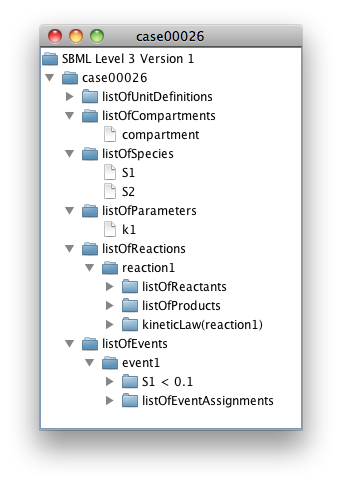 case00026
SBML Level 3 Version 1
case00026
listOfUnitDefinitions
listOfCompartments
compartment
listOfSpecies
S1
S2
listOfParameters
k1
listOfReactions
reaction1
listOfReactants
listOfProducts
kineticLaw(reaction1)
listOfEvents
event1
S1 < 0.1
listOfEventAssignments